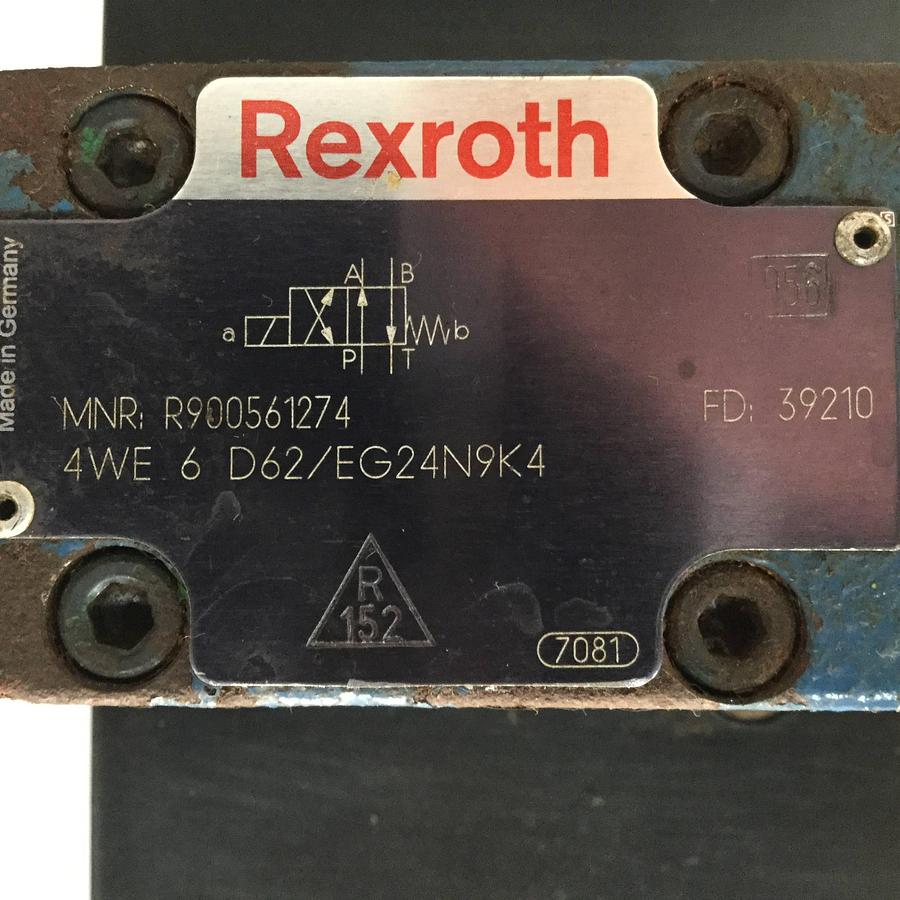 Rexroth
Made in Germany
A B
a b
P T
MNR: R900561274
FD: 39210
4WE 6 D62/EG24N9K4
R
152
7081